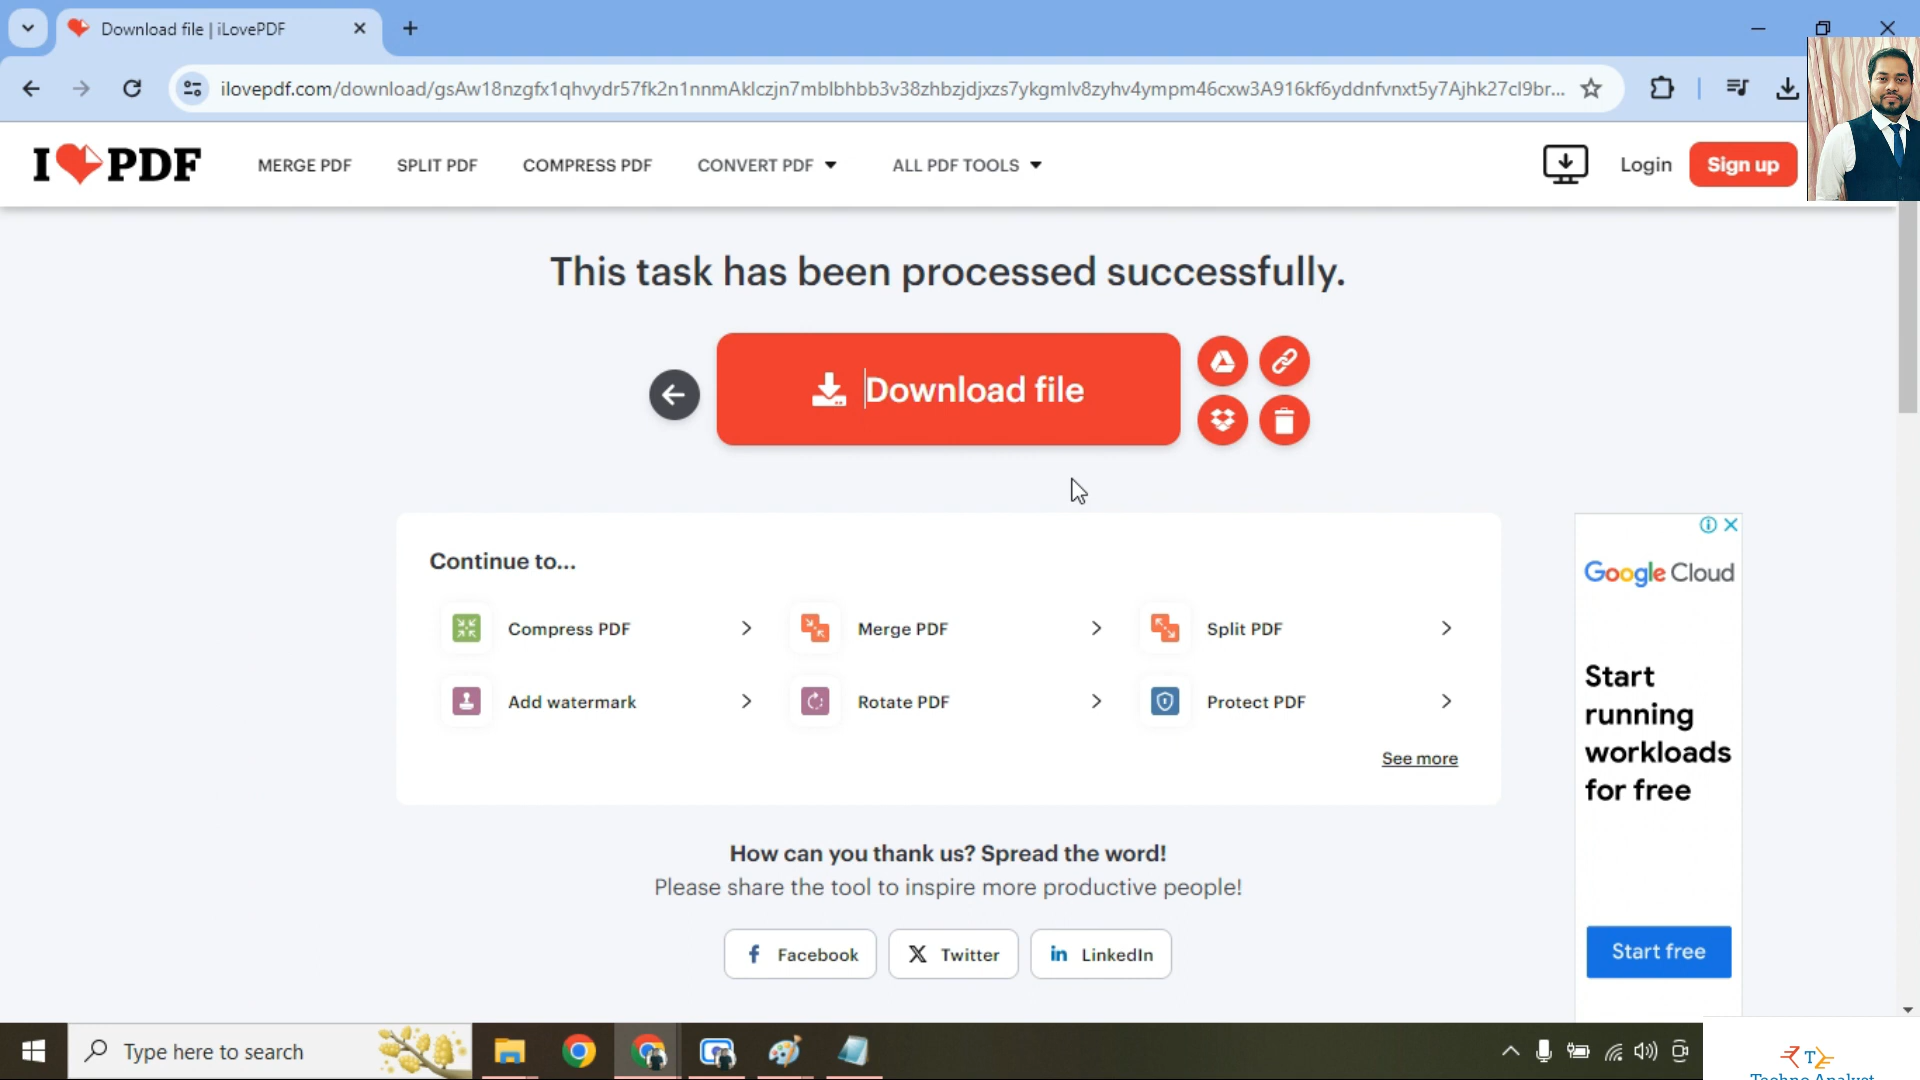 Download file | iLovePDF
ilovepdf.com/download/gsAw18nzgfx1qhvydr57fk2n1nnmAklczjn7mblbhbb3v38zhbzjdjxzs7ykgmlv8zyhv4ympm46cxw3A916kf6yddnfvnxt5y7Ajhk27cl9br...
I PDF
MERGE PDF
SPLIT PDF
COMPRESS PDF
CONVERT PDF
ALL PDF TOOLS
Login
Sign up
This task has been processed successfully.
Download file
Continue to...
Compress PDF
Merge PDF
Split PDF
Add watermark
Rotate PDF
Protect PDF
See more
Google Cloud
Start
running
workloads
for free
Start free
How can you thank us? Spread the word!
Please share the tool to inspire more productive people!
Facebook
Twitter
LinkedIn
Type here to search
T
Techno Analyst